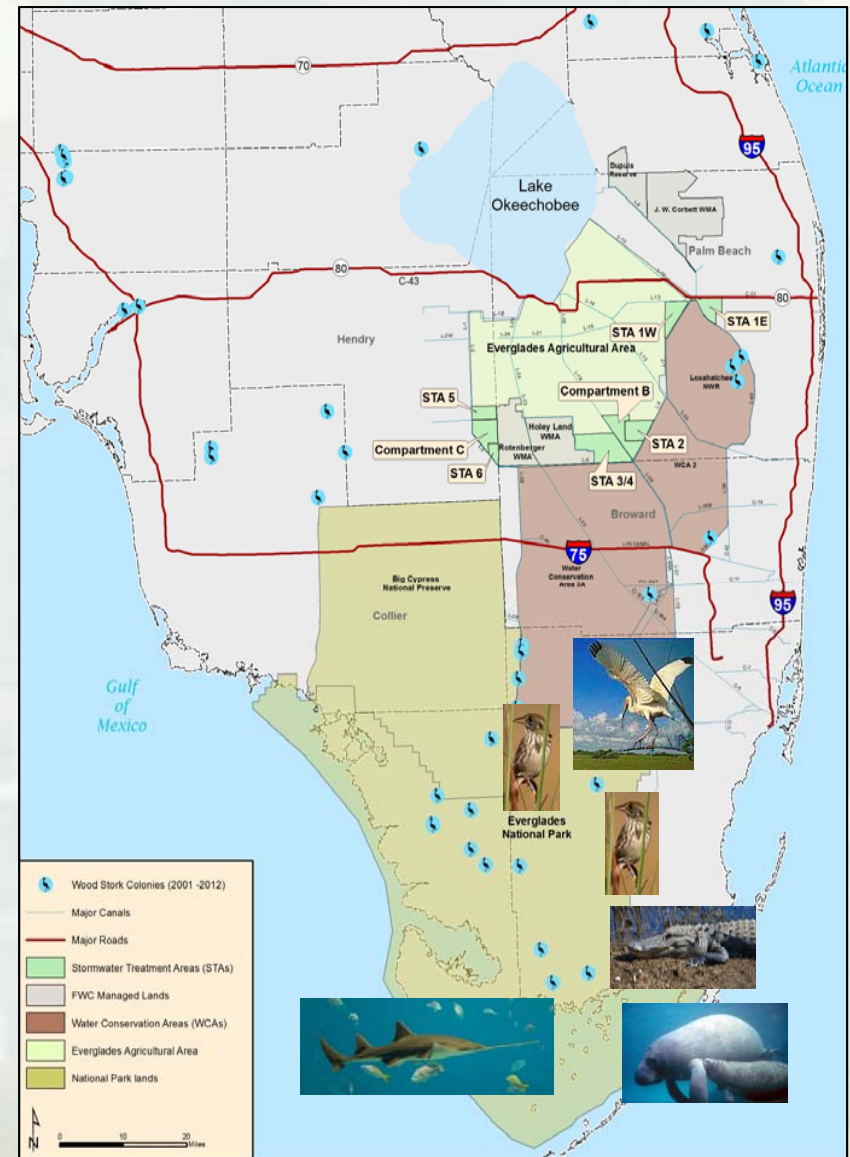 70
Atlantic
Ocean
95
Lake
Okeechobee
Dupuis
Reserve
J. W. Corbett WMA
Palm Beach
80
C-43
80
Hendry
STA 1W
STA 1E
Everglades Agricultural Area
Loxahatchee
NWR
Compartment B
STA 5
Holey Land
WMA
Compartment C
Rotenberger
WMA
STA 2
STA 6
STA 3/4
WCA 2
Broward
75
L-15 CANAL
Water
Conservation
Area 3A
Big Cypress
National Preserve
Collier
95
Gulf
of
Mexico
Everglades
National Park
Wood Stork Colonies (2001 -2012)
Major Canals
Major Roads
Stormwater Treatment Areas (STAs)
FWC Managed Lands
Water Conservation Areas (WCAs)
Everglades Agricultural Area
National Park lands
N
0 10 20
Miles